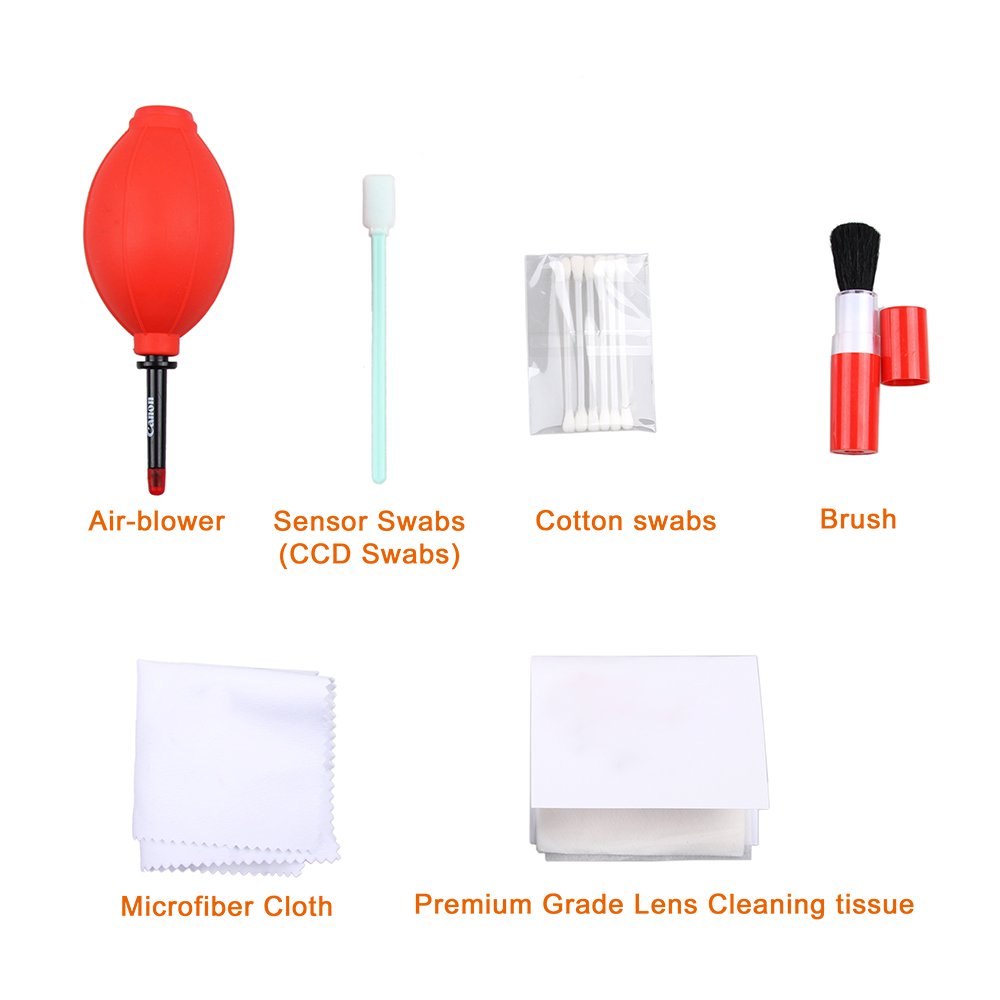 Canon
Air-blower
Sensor Swabs
(CCD Swabs)
Cotton swabs
Brush
Microfiber Cloth
Premium Grade Lens Cleaning tissue